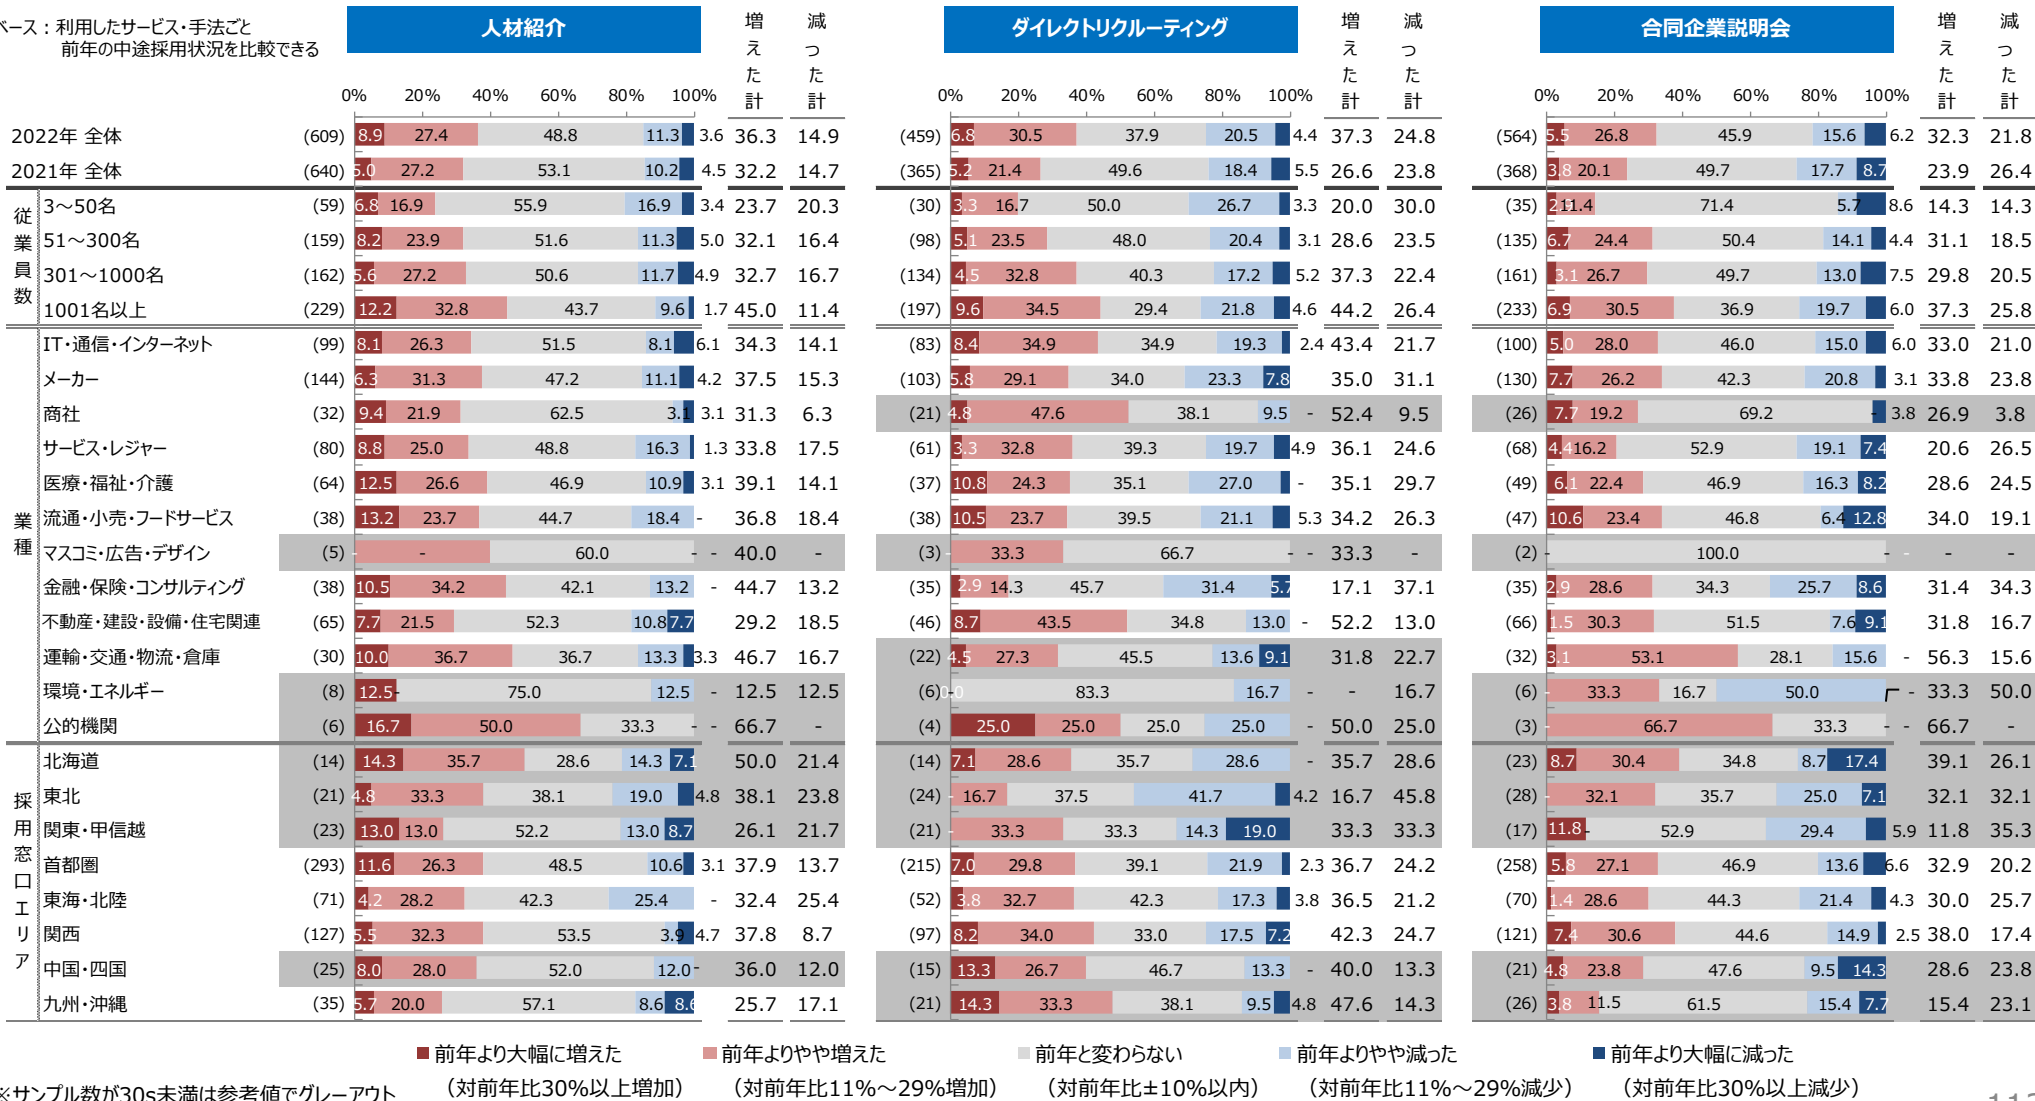 ベース：利用したサービス・手法ごと
前年の中途採用状況を比較できる
人材紹介 増えた計 減った計
ダイレクトリクルーティング 増えた計 減った計
合同企業説明会 増えた計 減った計
0% 20% 40% 60% 80% 100% 0% 20% 40% 60% 80% 100% 0% 20% 40% 60% 80% 100%
2022年 全体 (609) 8.9 27.4 48.8 11.3 3.6 36.3 14.9 (459) 6.8 30.5 37.9 20.5 4.4 37.3 24.8 (564) 5.5 26.8 45.9 15.6 6.2 32.3 21.8
2021年 全体 (640) 5.0 27.2 53.1 10.2 4.5 32.2 14.7 (365) 5.2 21.4 49.6 18.4 5.5 26.6 23.8 (368) 3.8 20.1 49.7 17.7 8.7 23.9 26.4
従業員数
3～50名 (59) 6.8 16.9 55.9 16.9 3.4 23.7 20.3 (30) 3.3 16.7 50.0 26.7 3.3 20.0 30.0 (35) 11.4 71.4 5.7 8.6 14.3 14.3
51～300名 (159) 8.2 23.9 51.6 11.3 5.0 32.1 16.4 (98) 5.1 23.5 48.0 20.4 3.1 28.6 23.5 (135) 6.7 24.4 50.4 14.1 4.4 31.1 18.5
301～1000名 (162) 5.6 27.2 50.6 11.7 4.9 32.7 16.7 (134) 4.5 32.8 40.3 17.2 5.2 37.3 22.4 (161) 3.1 26.7 49.7 13.0 7.5 29.8 20.5
1001名以上 (229) 12.2 32.8 43.7 9.6 1.7 45.0 11.4 (197) 9.6 34.5 29.4 21.8 4.6 44.2 26.4 (233) 6.9 30.5 36.9 19.7 6.0 37.3 25.8
業種
IT・通信・インターネット (99) 8.1 26.3 51.5 8.1 6.1 34.3 14.1 (83) 8.4 34.9 34.9 19.3 2.4 43.4 21.7 (100) 5.0 28.0 46.0 15.0 6.0 33.0 21.0
メーカー (144) 6.3 31.3 47.2 11.1 4.2 37.5 15.3 (103) 5.8 29.1 34.0 23.3 7.8 35.0 31.1 (130) 7.7 26.2 42.3 20.8 3.1 33.8 23.8
商社 (32) 9.4 21.9 62.5 3.1 3.1 31.3 6.3 (21) 4.8 47.6 38.1 9.5 - 52.4 9.5 (26) 7.7 19.2 69.2 - 3.8 26.9 3.8
サービス・レジャー (80) 8.8 25.0 48.8 16.3 1.3 33.8 17.5 (61) 3.3 32.8 39.3 19.7 4.9 36.1 24.6 (68) 4.4 16.2 52.9 19.1 7.4 20.6 26.5
医療・福祉・介護 (64) 12.5 26.6 46.9 10.9 3.1 39.1 14.1 (37) 10.8 24.3 35.1 27.0 - 35.1 29.7 (49) 6.1 22.4 46.9 16.3 8.2 28.6 24.5
流通・小売・フードサービス (38) 13.2 23.7 44.7 18.4 - 36.8 18.4 (38) 10.5 23.7 39.5 21.1 5.3 34.2 26.3 (47) 10.6 23.4 46.8 6.4 12.8 34.0 19.1
マスコミ・広告・デザイン (5) - - 60.0 - - 40.0 - (3) - 33.3 66.7 - - 33.3 - (2) - 100.0 - - - -
金融・保険・コンサルティング (38) 10.5 34.2 42.1 13.2 - 44.7 13.2 (35) 2.9 14.3 45.7 31.4 5.7 17.1 37.1 (35) 2.9 28.6 34.3 25.7 8.6 31.4 34.3
不動産・建設・設備・住宅関連 (65) 7.7 21.5 52.3 10.8 7.7 29.2 18.5 (46) 8.7 43.5 34.8 13.0 - 52.2 13.0 (66) 1.5 30.3 51.5 7.6 9.1 31.8 16.7
運輸・交通・物流・倉庫 (30) 10.0 36.7 36.7 13.3 3.3 46.7 16.7 (22) 4.5 27.3 45.5 13.6 9.1 31.8 22.7 (32) 3.1 53.1 28.1 15.6 - 56.3 15.6
環境・エネルギー (8) 12.5 - 75.0 12.5 - 12.5 12.5 (6) 0.0 83.3 16.7 - - 16.7 (6) - 33.3 16.7 50.0 - 33.3 50.0
公的機関 (6) 16.7 50.0 33.3 - - 66.7 - (4) 25.0 25.0 25.0 25.0 - 50.0 25.0 (3) - 66.7 33.3 - - 66.7 -
採用窓口エリア
北海道 (14) 14.3 35.7 28.6 14.3 7.1 50.0 21.4 (14) 7.1 28.6 35.7 28.6 - 35.7 28.6 (23) 8.7 30.4 34.8 8.7 17.4 39.1 26.1
東北 (21) 4.8 33.3 38.1 19.0 4.8 38.1 23.8 (24) - 16.7 37.5 41.7 4.2 16.7 45.8 (28) - 32.1 35.7 25.0 7.1 32.1 32.1
関東・甲信越 (23) 13.0 13.0 52.2 13.0 8.7 26.1 21.7 (21) - 33.3 33.3 14.3 19.0 33.3 33.3 (17) 11.8 - 52.9 29.4 5.9 11.8 35.3
首都圏 (293) 11.6 26.3 48.5 10.6 3.1 37.9 13.7 (215) 7.0 29.8 39.1 21.9 2.3 36.7 24.2 (258) 5.8 27.1 46.9 13.6 6.6 32.9 20.2
東海・北陸 (71) 4.2 28.2 42.3 25.4 - 32.4 25.4 (52) 3.8 32.7 42.3 17.3 3.8 36.5 21.2 (70) 1.4 28.6 44.3 21.4 4.3 30.0 25.7
関西 (127) 5.5 32.3 53.5 3.9 4.7 37.8 8.7 (97) 8.2 34.0 33.0 17.5 7.2 42.3 24.7 (121) 7.4 30.6 44.6 14.9 2.5 38.0 17.4
中国・四国 (25) 8.0 28.0 52.0 12.0 - 36.0 12.0 (15) 13.3 26.7 46.7 13.3 - 40.0 13.3 (21) 4.8 23.8 47.6 9.5 14.3 28.6 23.8
九州・沖縄 (35) 5.7 20.0 57.1 8.6 8.6 25.7 17.1 (21) 14.3 33.3 38.1 9.5 4.8 47.6 14.3 (26) 3.8 11.5 61.5 15.4 7.7 15.4 23.1
前年より大幅に増えた 前年よりやや増えた 前年と変わらない 前年よりやや減った 前年より大幅に減った
（対前年比30%以上増加） （対前年比11%～29%増加） （対前年比±10%以内） （対前年比11%～29%減少） （対前年比30%以上減少）
※サンプル数が30s未満は参考値でグレーアウト